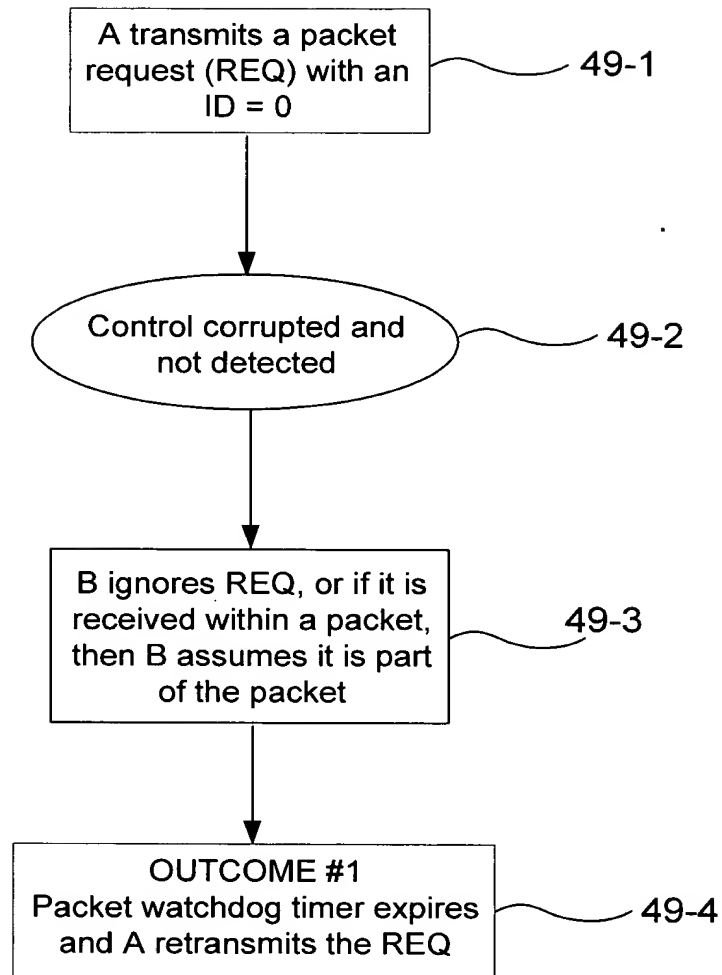 A transmits a packet
request (REQ) with an
ID = 0
49-1
Control corrupted and
not detected
49-2
B ignores REQ, or if it is
received within a packet,
then B assumes it is part
of the packet
49-3
OUTCOME #1
Packet watchdog timer expires
and A retransmits the REQ
49-4